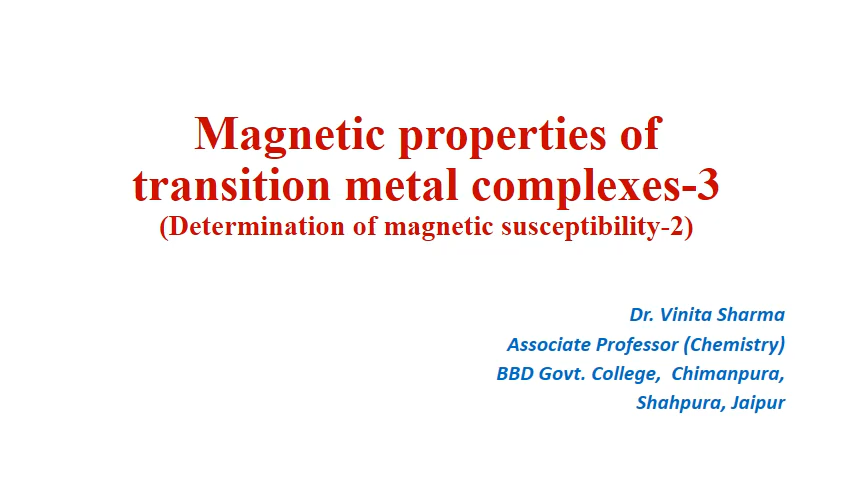 Magnetic properties of
transition metal complexes-3
(Determination of magnetic susceptibility-2)
Dr. Vinita Sharma
Associate Professor (Chemistry)
BBD Govt. College,  Chimanpura,
Shahpura, Jaipur